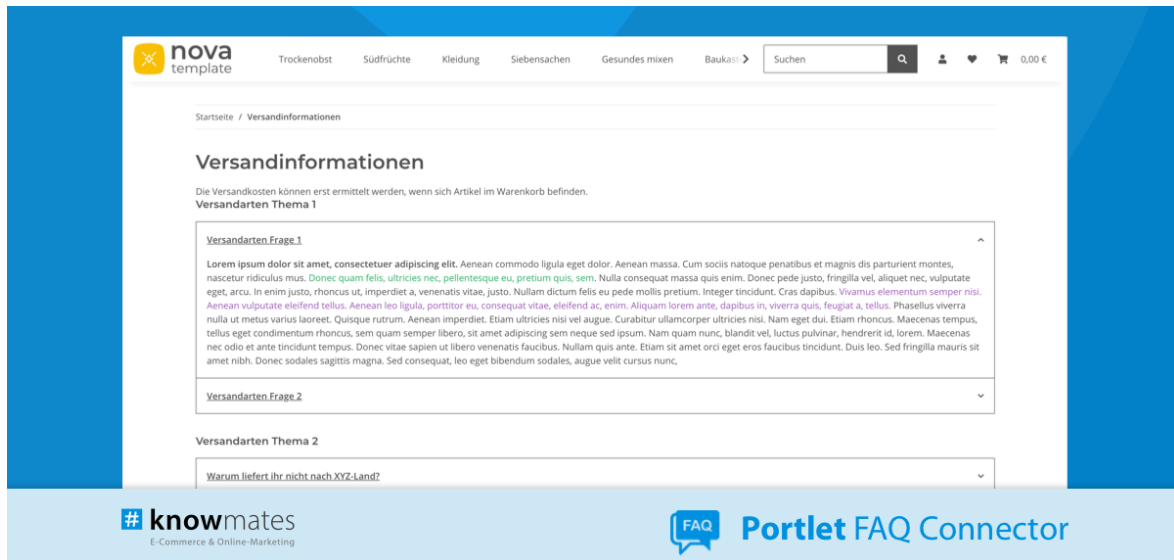 nova
template
Trockenobst Südfrüchte Kleidung Siebensachen Gesundes mixen Baukast Suchen 0,00 €
Startseite / Versandinformationen
Versandinformationen
Die Versandkosten können erst ermittelt werden, wenn sich Artikel im Warenkorb befinden.
Versandarten Thema 1
Versandarten Frage 1
Lorem ipsum dolor sit amet, consectetuer adipiscing elit. Aenean commodo ligula eget dolor. Aenean massa. Cum sociis natoque penatibus et magnis dis parturient montes,
nascetur ridiculus mus. Donec quam felis, ultricies nec, pellentesque eu, pretium quis, sem. Nulla consequat massa quis enim. Donec pede justo, fringilla vel, aliquet nec, vulputate
eget, arcu. In enim justo, rhoncus ut, imperdiet a, venenatis vitae, justo. Nullam dictum felis eu pede mollis pretium. Integer tincidunt. Cras dapibus. Vivamus elementum semper nisi.
Aenean vulputate eleifend tellus. Aenean leo ligula, porttitor eu, consequat vitae, eleifend ac, enim. Aliquam lorem ante, dapibus in, viverra quis, feugiat a, tellus. Phasellus viverra
nulla ut metus varius laoreet. Quisque rutrum. Aenean imperdiet. Etiam ultricies nisi vel augue. Curabitur ullamcorper ultricies nisi. Nam eget dui. Etiam rhoncus. Maecenas tempus,
tellus eget condimentum rhoncus, sem quam semper libero, sit amet adipiscing sem neque sed ipsum. Nam quam nunc, blandit vel, luctus pulvinar, hendrerit id, lorem. Maecenas
nec odio et ante tincidunt tempus. Donec vitae sapien ut libero venenatis faucibus. Nullam quis ante. Etiam sit amet orci eget eros faucibus tincidunt. Duis leo. Sed fringilla mauris sit
amet nibh. Donec sodales sagittis magna. Sed consequat, leo eget bibendum sodales, augue velit cursus nunc,
Versandarten Frage 2
Versandarten Thema 2
Warum liefert ihr nicht nach XYZ-Land?
# knowmates
E-Commerce & Online-Marketing
FAQ Portlet FAQ Connector